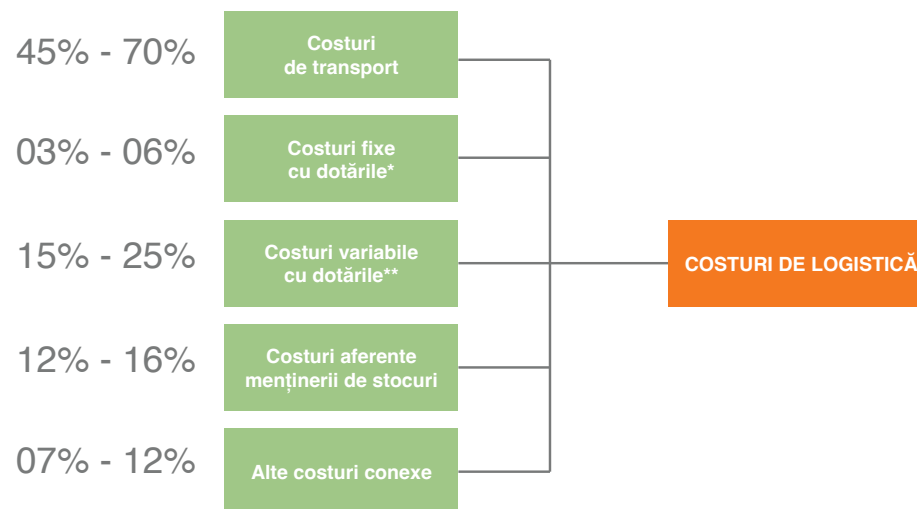 45% - 70%
Costuri
de transport
03% - 06%
Costuri fixe
cu dotările*
15% - 25%
Costuri variabile
cu dotările**
COSTURI DE LOGISTICĂ
12% - 16%
Costuri aferente
menținerii de stocuri
07% - 12%
Alte costuri conexe